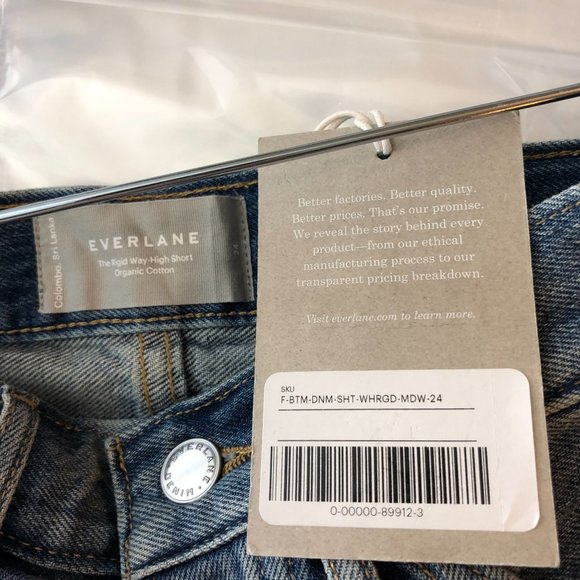 Colombo, Sri Lanka
EVERLANE
The Rigid Way-High Short
Organic Cotton
24
Better factories. Better quality.
Better prices. That's our promise.
We reveal the story behind every
product—from our ethical
manufacturing process to our
transparent pricing breakdown.
Visit everlane.com to learn more.
SKU
F-BTM-DNM-SHT-WHRGD-MDW-24
0-00000-89912-3
EVERLANE • DENIM •